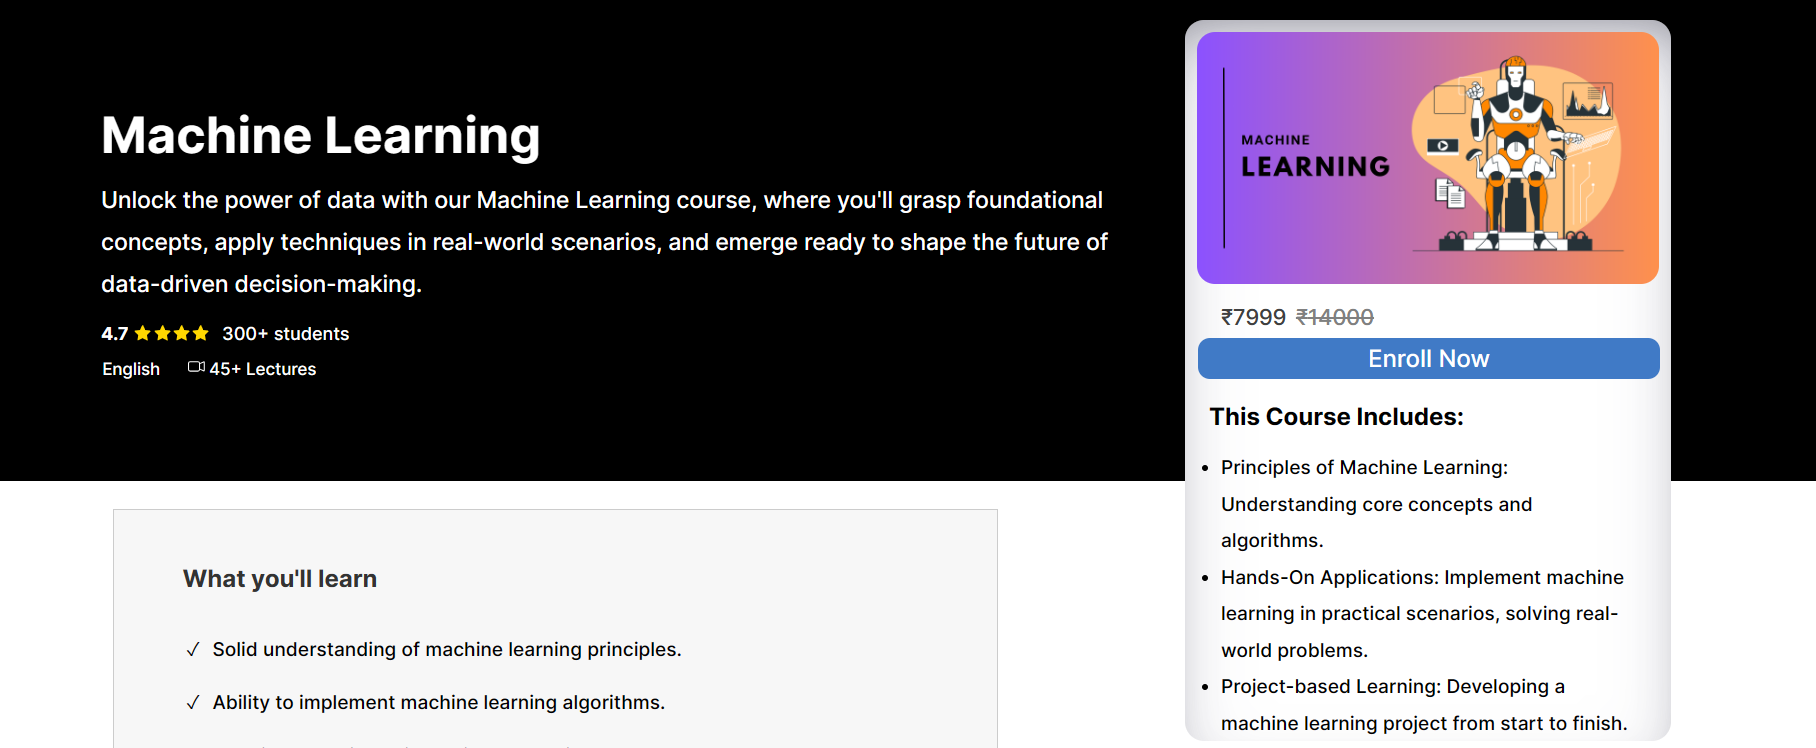 Machine Learning
Unlock the power of data with our Machine Learning course, where you'll grasp foundational
concepts, apply techniques in real-world scenarios, and emerge ready to shape the future of
data-driven decision-making.
4.7 300+ students
English 45+ Lectures
MACHINE
LEARNING
₹7999 ₹14000
Enroll Now
This Course Includes:
• Principles of Machine Learning:
Understanding core concepts and
algorithms.
• Hands-On Applications: Implement machine
learning in practical scenarios, solving real-
world problems.
• Project-based Learning: Developing a
machine learning project from start to finish.
What you'll learn
✓ Solid understanding of machine learning principles.
✓ Ability to implement machine learning algorithms.